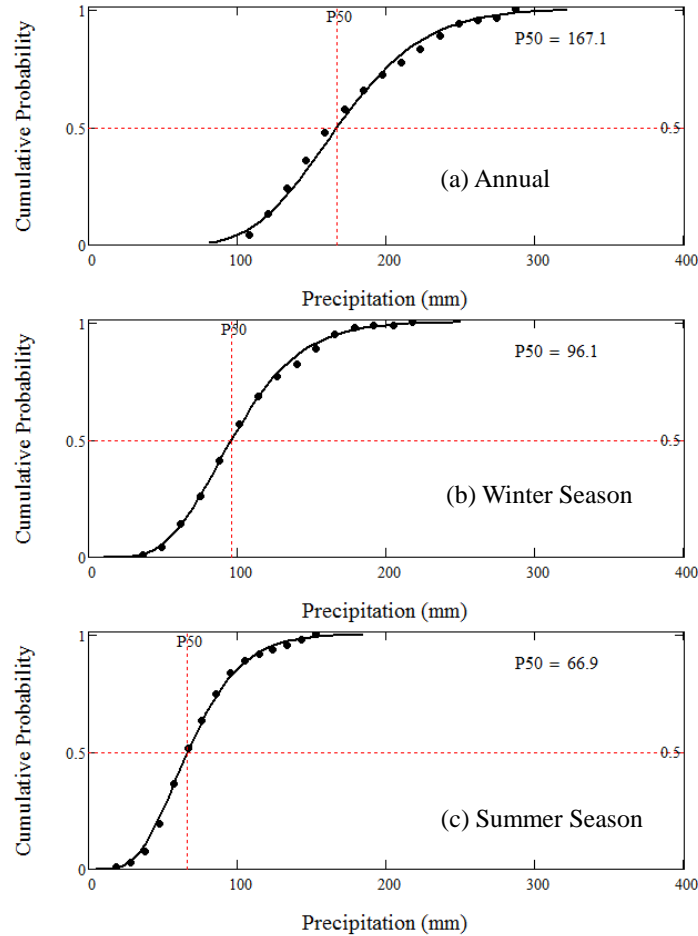 P50
1
P50 = 167.1
Cumulative Probability
0.5
0.5
(a) Annual
0
0
100
200
300
400
Precipitation (mm)
P50
1
P50 = 96.1
Cumulative Probability
0.5
0.5
(b) Winter Season
0
0
100
200
300
400
Precipitation (mm)
P50
1
P50 = 66.9
Cumulative Probability
0.5
0.5
(c) Summer Season
0
0
100
200
300
400
Precipitation (mm)